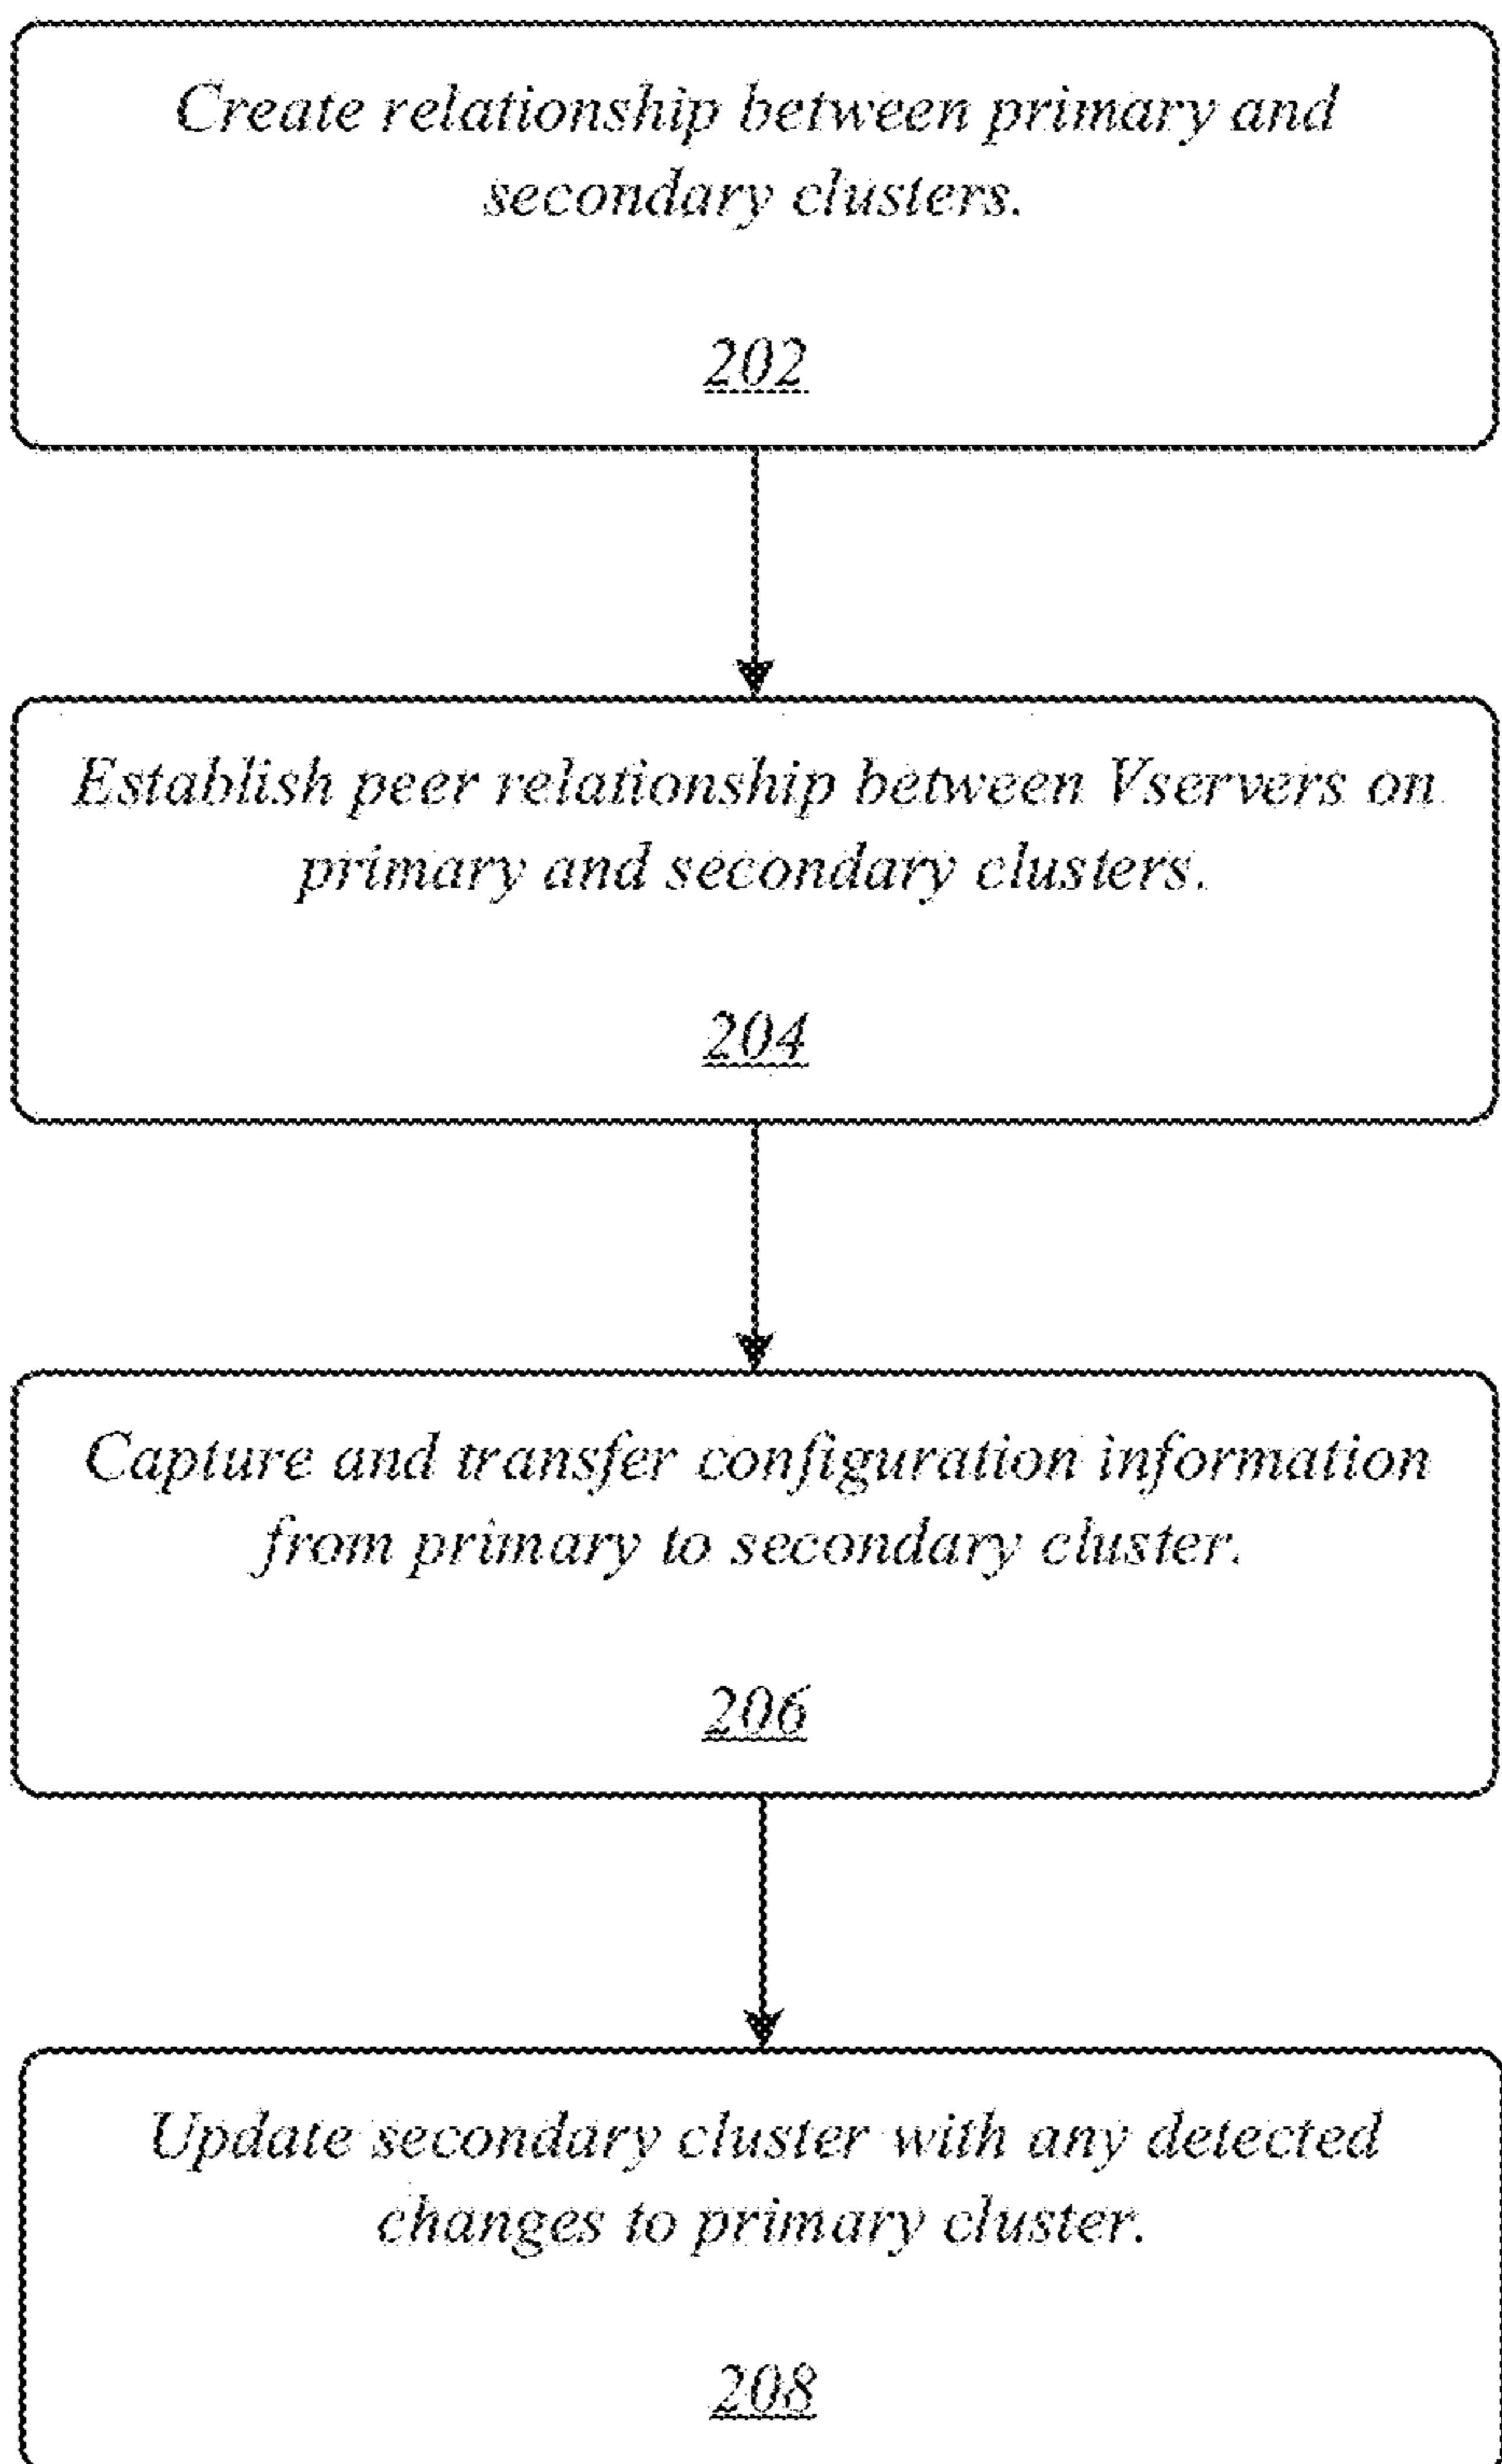 Create relationship between primary and
secondary clusters.
202
Establish peer relationship between Vservers on
primary and secondary clusters.
204
Capture and transfer configuration information
from primary to secondary cluster.
206
Update secondary cluster with any detected
changes to primary cluster.
208